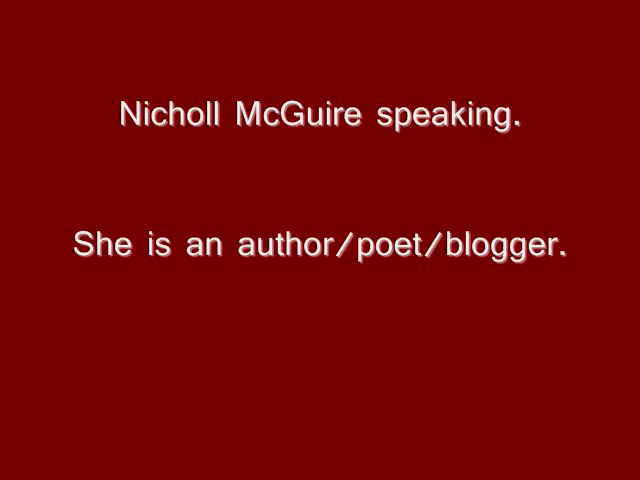 Nicholl McGuire speaking.
She is an author/poet/blogger.